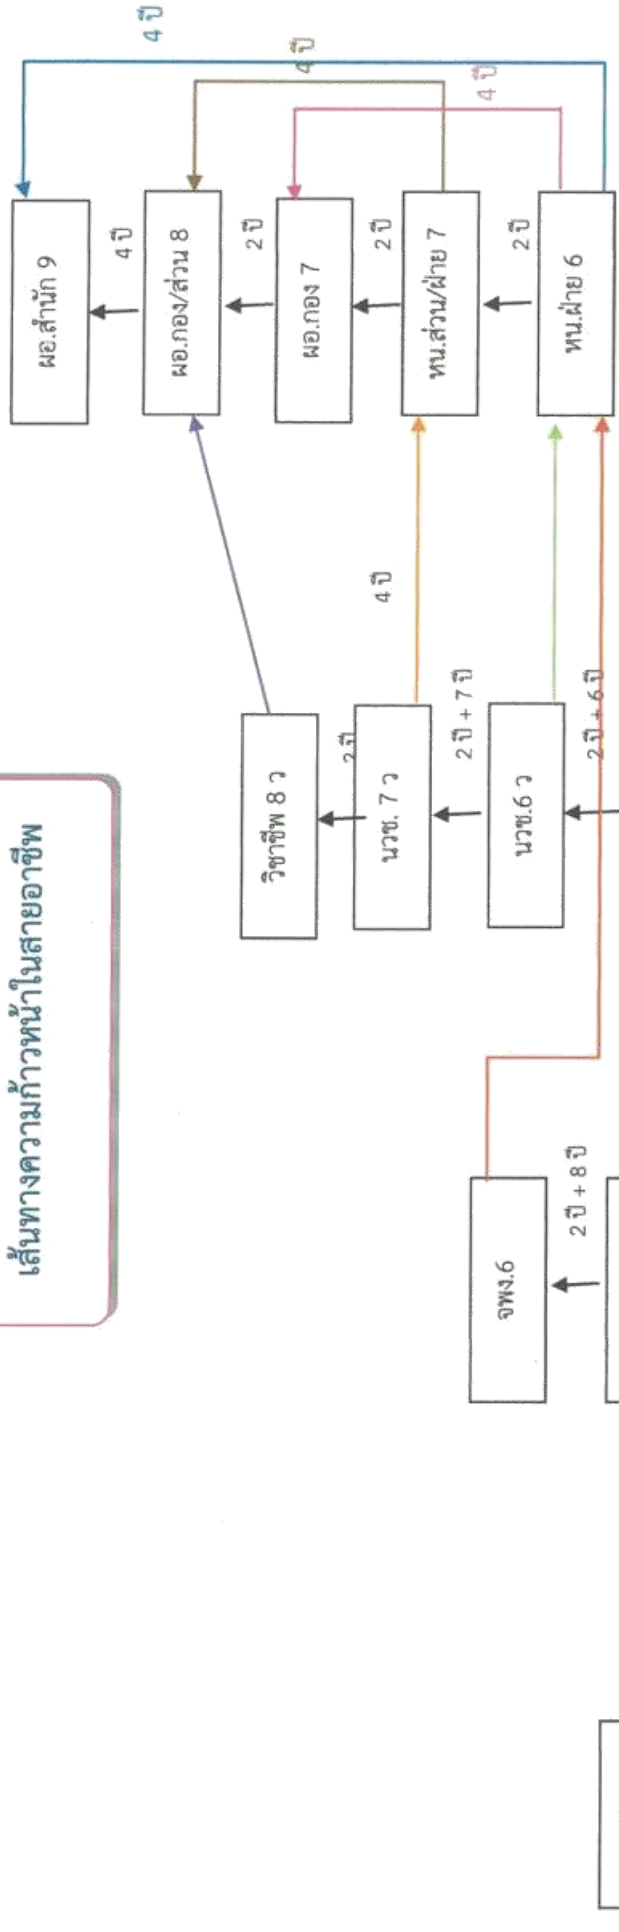 เส้นทางความก้าวหน้าในสายอาชีพ
ผอ.สำนัก 9
4 ปี
4 ปี
ผอ.กอง/ส่วน 8
2 ปี
4 ปี
ผอ.กอง 7
2 ปี
4 ปี
หน.ส่วน/ฝ่าย 7
2 ปี
หน.ฝ่าย 6
วิชาชีพ 8 ว
2 ปี
นวช. 7 ว
4 ปี
2 ปี + 7 ปี
นวช.6 ว
2 ปี + 6 ปี
จพง.6
2 ปี + 8 ปี